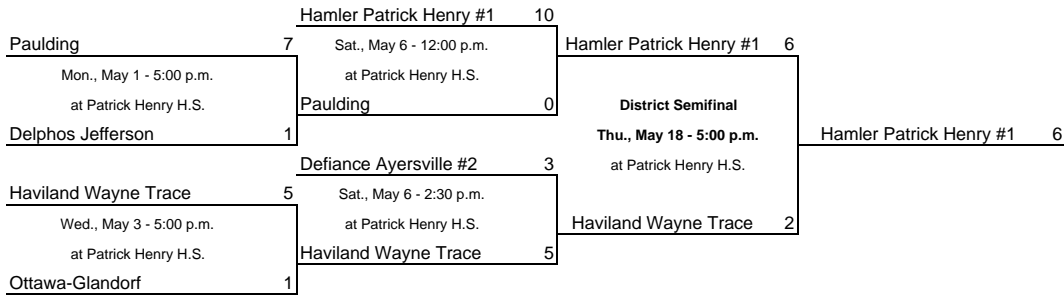 Hamler Patrick Henry #1 10
Paulding 7
Sat., May 6 - 12:00 p.m.
Hamler Patrick Henry #1 6
Mon., May 1 - 5:00 p.m.
at Patrick Henry H.S.
at Patrick Henry H.S.
Paulding 0
District Semifinal
Delphos Jefferson 1
Thu., May 18 - 5:00 p.m.
Hamler Patrick Henry #1 6
Defiance Ayersville #2 3
at Patrick Henry H.S.
Haviland Wayne Trace 5
Sat., May 6 - 2:30 p.m.
Wed., May 3 - 5:00 p.m.
at Patrick Henry H.S.
Haviland Wayne Trace 2
at Patrick Henry H.S.
Haviland Wayne Trace 5
Ottawa-Glandorf 1